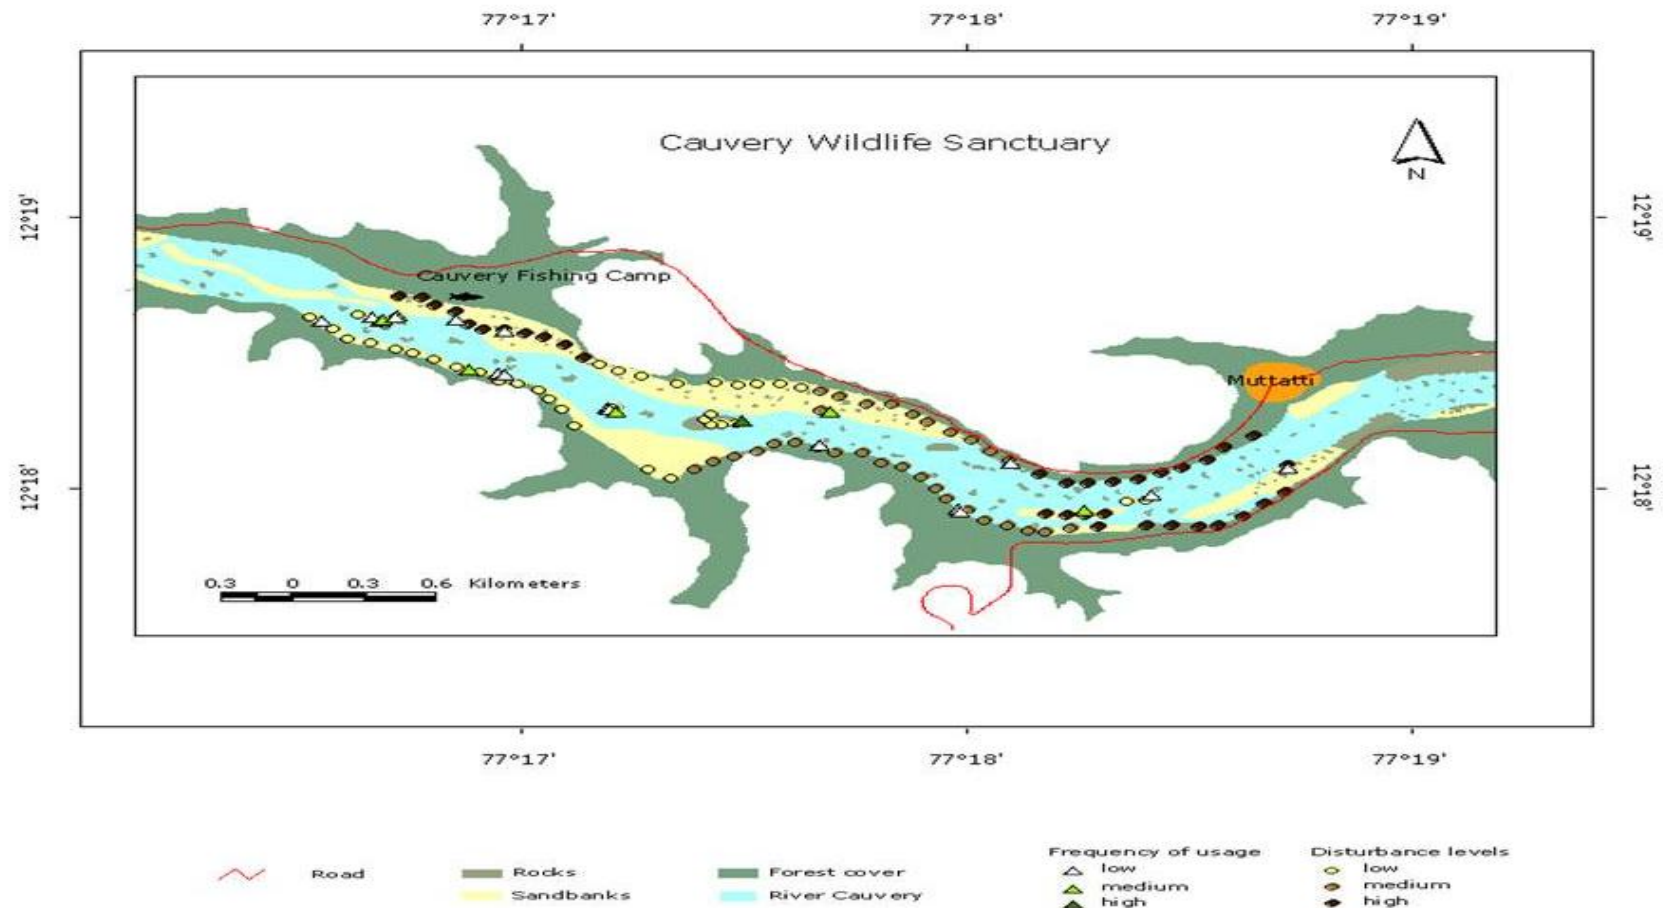 77°17' 77°18' 77°19'
Cauvery Wildlife Sanctuary
N
12°19' 12°19'
Cauvery Fishing Camp
Muttatti
12°18' 12°18'
0.3 0 0.3 0.6 Kilometers
77°17' 77°18' 77°19'
Frequency of usage Disturbance levels
Road Rocks Forest cover low low
medium medium
Sandbanks River Cauvery high high